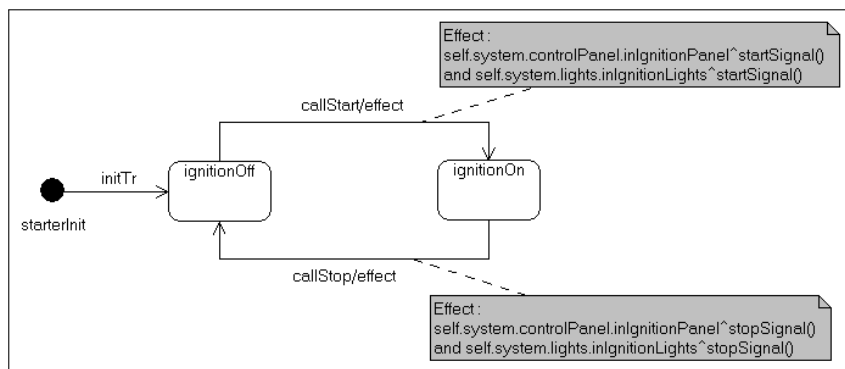 Effect :
self.system.controlPanel.inIgnitionPanel^startSignal()
and self.system.lights.inIgnitionLights^startSignal()
callStart/effect
ignitionOff
ignitionOn
initTr
starterInit
callStop/effect
Effect :
self.system.controlPanel.inIgnitionPanel^stopSignal()
and self.system.lights.inIgnitionLights^stopSignal()